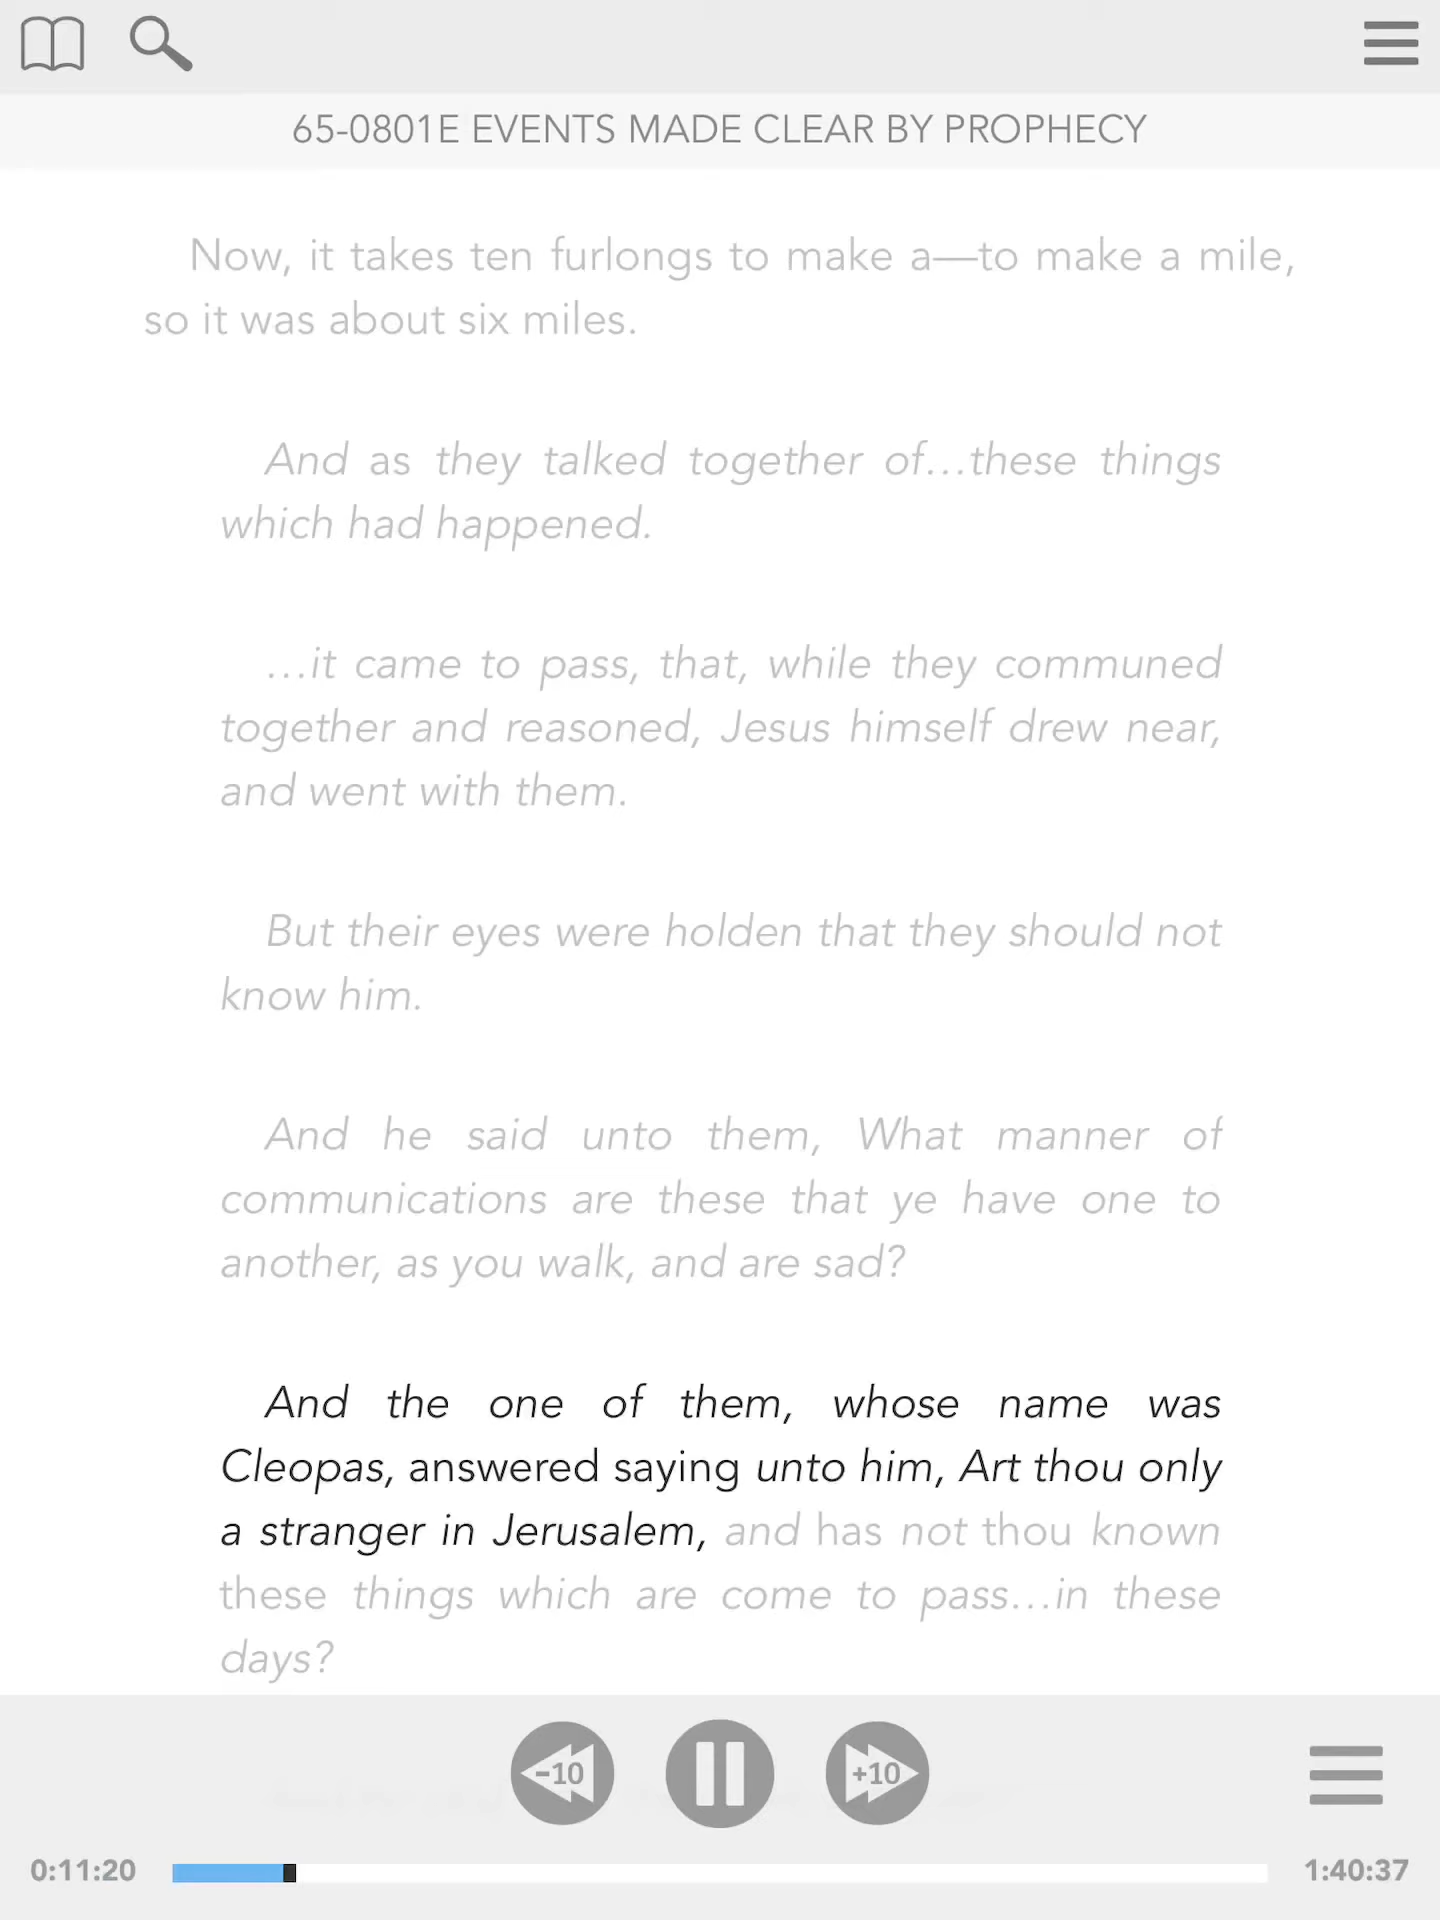 65-0801E EVENTS MADE CLEAR BY PROPHECY
Now, it takes ten furlongs to make a—to make a mile,
so it was about six miles.
And as they talked together of…these things
which had happened.
…it came to pass, that, while they communed
together and reasoned, Jesus himself drew near,
and went with them.
But their eyes were holden that they should not
know him.
And he said unto them, What manner of
communications are these that ye have one to
another, as you walk, and are sad?
And the one of them, whose name was
Cleopas, answered saying unto him, Art thou only
a stranger in Jerusalem, and has not thou known
these things which are come to pass…in these
days?
-10
+10
0:11:20
1:40:37